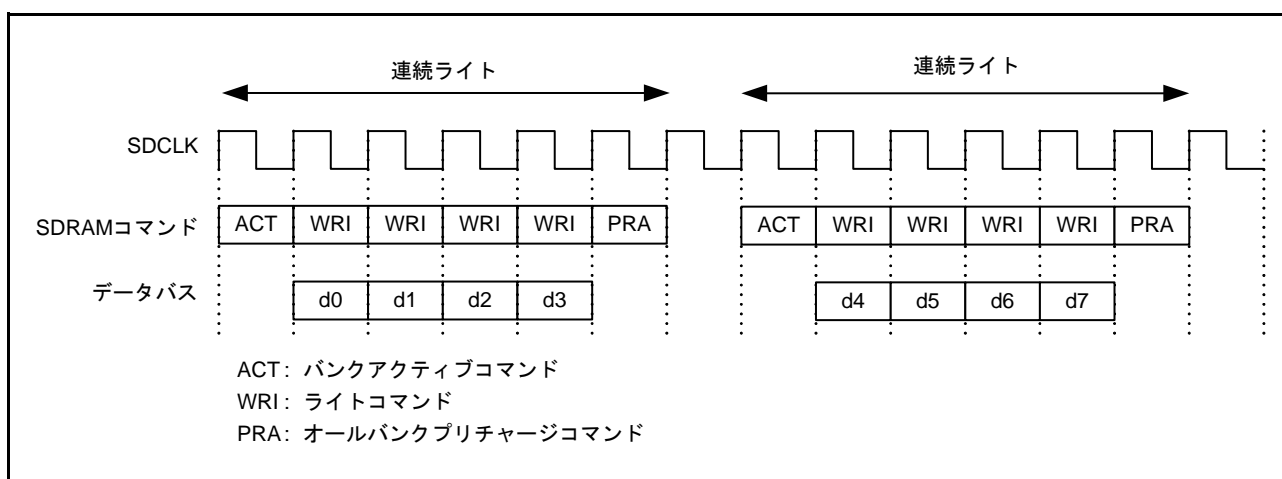 連続ライト 連続ライト
SDCLK
SDRAMコマンド ACT WRI WRI WRI WRI PRA ACT WRI WRI WRI WRI PRA
データバス d0 d1 d2 d3 d4 d5 d6 d7
ACT: バンクアクティブコマンド
WRI: ライトコマンド
PRA: オールバンクプリチャージコマンド